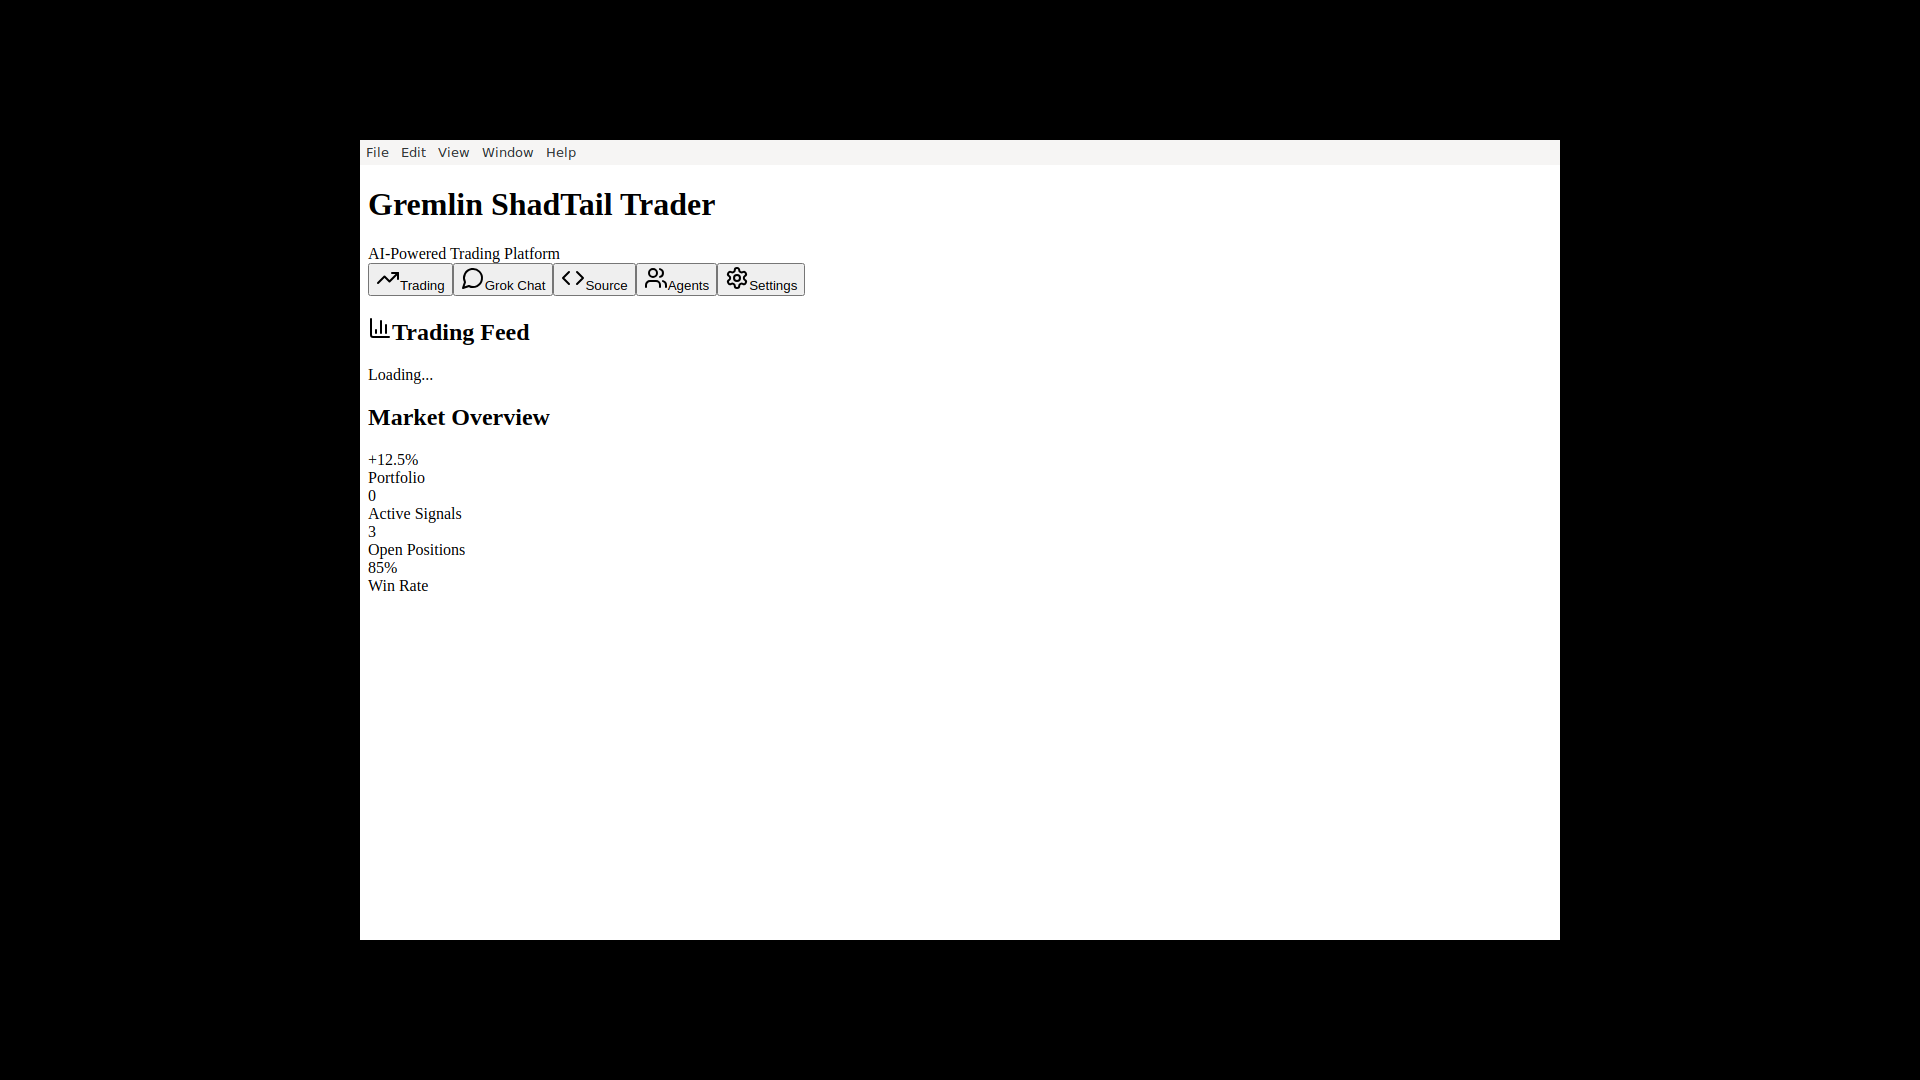 File Edit View Window Help
Gremlin ShadTail Trader
AI-Powered Trading Platform
Trading Grok Chat Source Agents Settings
Trading Feed
Loading...
Market Overview
+12.5%
Portfolio
0
Active Signals
3
Open Positions
85%
Win Rate